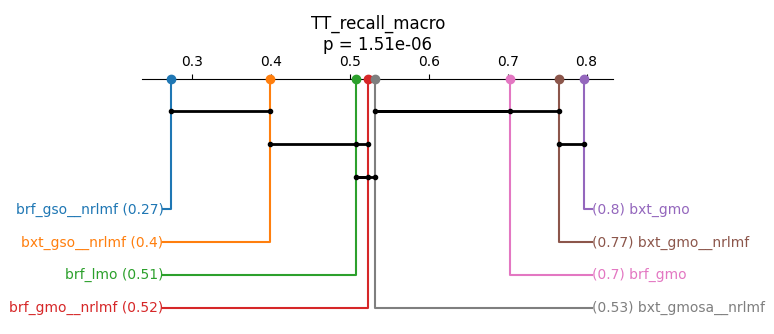 TT_recall_macro
p = 1.51e-06
0.3 0.4 0.5 0.6 0.7 0.8
brf_gso__nrlmf (0.27)
(0.8) bxt_gmo
bxt_gso__nrlmf (0.4)
(0.77) bxt_gmo__nrlmf
brf_lmo (0.51)
(0.7) brf_gmo
brf_gmo__nrlmf (0.52)
(0.53) bxt_gmosa__nrlmf